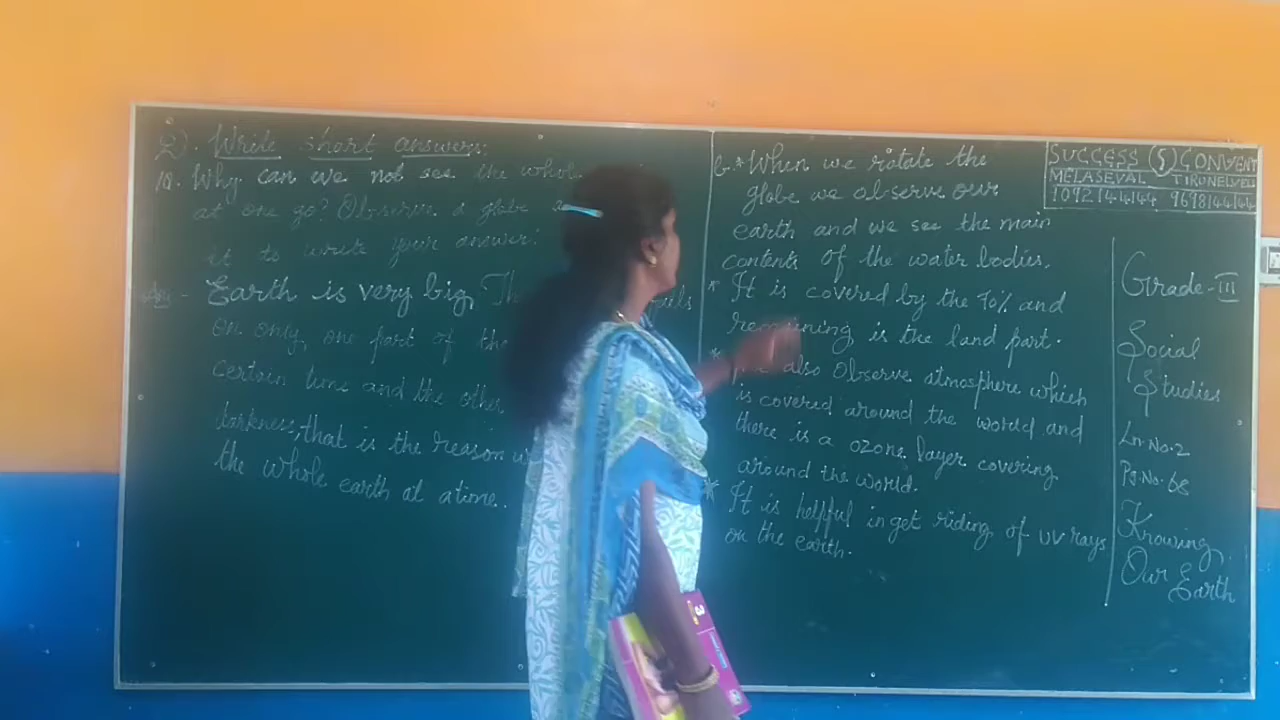 2). Write short answers:
Why can we not see the whole
at one go? Observe a globe
it to write your answer:
Earth is very big, 
on only, one part of the
certain time and the other
darkness, that is the reason
the whole earth at a time..
b. * When we rotate the
globe we observe our
earth and we see the main
contents of the water bodies.
* It is covered by the 70% and
remaining is the land part.
* also observe atmosphere which
is covered around the world and
there is a ozone layer covering
around the world.
* It is helpful in get riding of UV rays
on the earth.
SUCCESS S CONVENT
MELASEVAL TIRUNELVELI
Grade-III
Social
Studies
Ln.No.2
Pg.No.68
Knowing
Our Earth
3